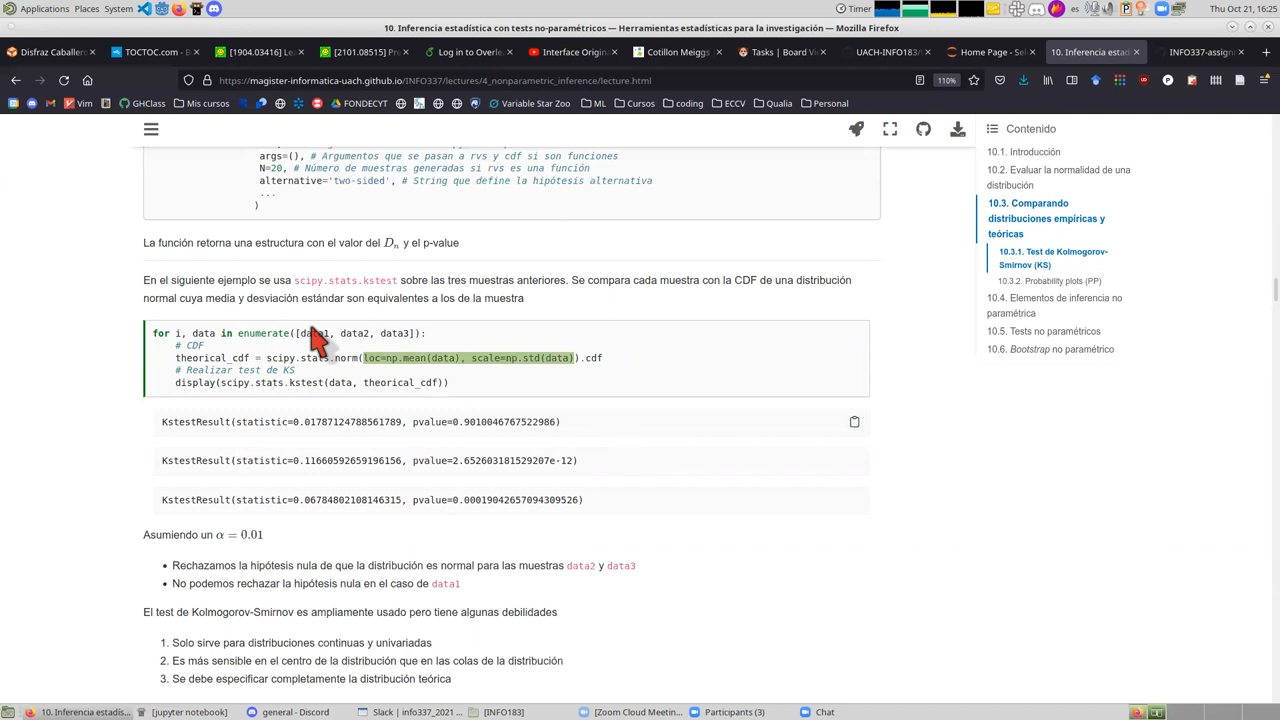 Applications Places System
Timer
es
Thu Oct 21, 16:25
10. Inferencia estadística con tests no-paramétricos — Herramientas estadísticas para la investigación — Mozilla Firefox
Disfraz Caballero
TOCTOC.com - B
[1904.03416] Lea
[2101.08515] Pr
Log in to Overle
Interface Origin
Cotillon Meiggs
Tasks | Board Vi
UACH-INFO183/
Home Page - Sel
10. Inferencia estad
INFO337-assign
https://magister-informatica-uach.github.io/INFO337/lectures/4_nonparametric_inference/lecture.html
110%
Vim
GHClass
Mis cursos
FONDECYT
Variable Star Zoo
ML
Cursos
coding
ECCV
Qualia
Personal
args=(), # Argumentos que se pasan a rvs y cdf si son funciones
N=20, # Número de muestras generadas si rvs es una función
alternative='two-sided', # String que define la hipótesis alternativa
...
)
La función retorna una estructura con el valor del Dn y el p-value
En el siguiente ejemplo se usa scipy.stats.kstest sobre las tres muestras anteriores. Se compara cada muestra con la CDF de una distribución
normal cuya media y desviación estándar son equivalentes a los de la muestra
for i, data in enumerate([data1, data2, data3]):
# CDF
theorical_cdf = scipy.stats.norm(loc=np.mean(data), scale=np.std(data)).cdf
# Realizar test de KS
display(scipy.stats.kstest(data, theorical_cdf))
KstestResult(statistic=0.01787124788561789, pvalue=0.9010046767522986)
KstestResult(statistic=0.11660592659196156, pvalue=2.652603181529207e-12)
KstestResult(statistic=0.06784802108146315, pvalue=0.00019042657094309526)
Asumiendo un α = 0.01
• Rechazamos la hipótesis nula de que la distribución es normal para las muestras data2 y data3
• No podemos rechazar la hipótesis nula en el caso de data1
El test de Kolmogorov-Smirnov es ampliamente usado pero tiene algunas debilidades
1. Solo sirve para distribuciones continuas y univariadas
2. Es más sensible en el centro de la distribución que en las colas de la distribución
3. Se debe especificar completamente la distribución teórica
Contenido
10.1. Introducción
10.2. Evaluar la normalidad de una
distribución
10.3. Comparando
distribuciones empíricas y
teóricas
10.3.1. Test de Kolmogorov-
Smirnov (KS)
10.3.2. Probability plots (PP)
10.4. Elementos de inferencia no
paramétrica
10.5. Tests no paramétricos
10.6. Bootstrap no paramétrico
10. Inferencia estadís...
[jupyter notebook]
general - Discord
Slack | info337_2021 ...
[INFO183]
[Zoom Cloud Meetin...
Participants (3)
Chat